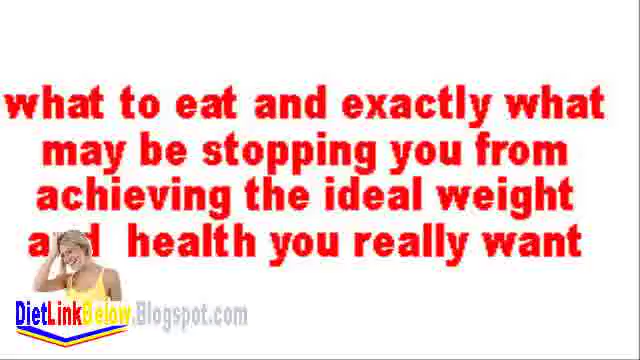 what to eat and exactly what
may be stopping you from
achieving the ideal weight
and health you really want
DietLinkBelow.Blogspot.com